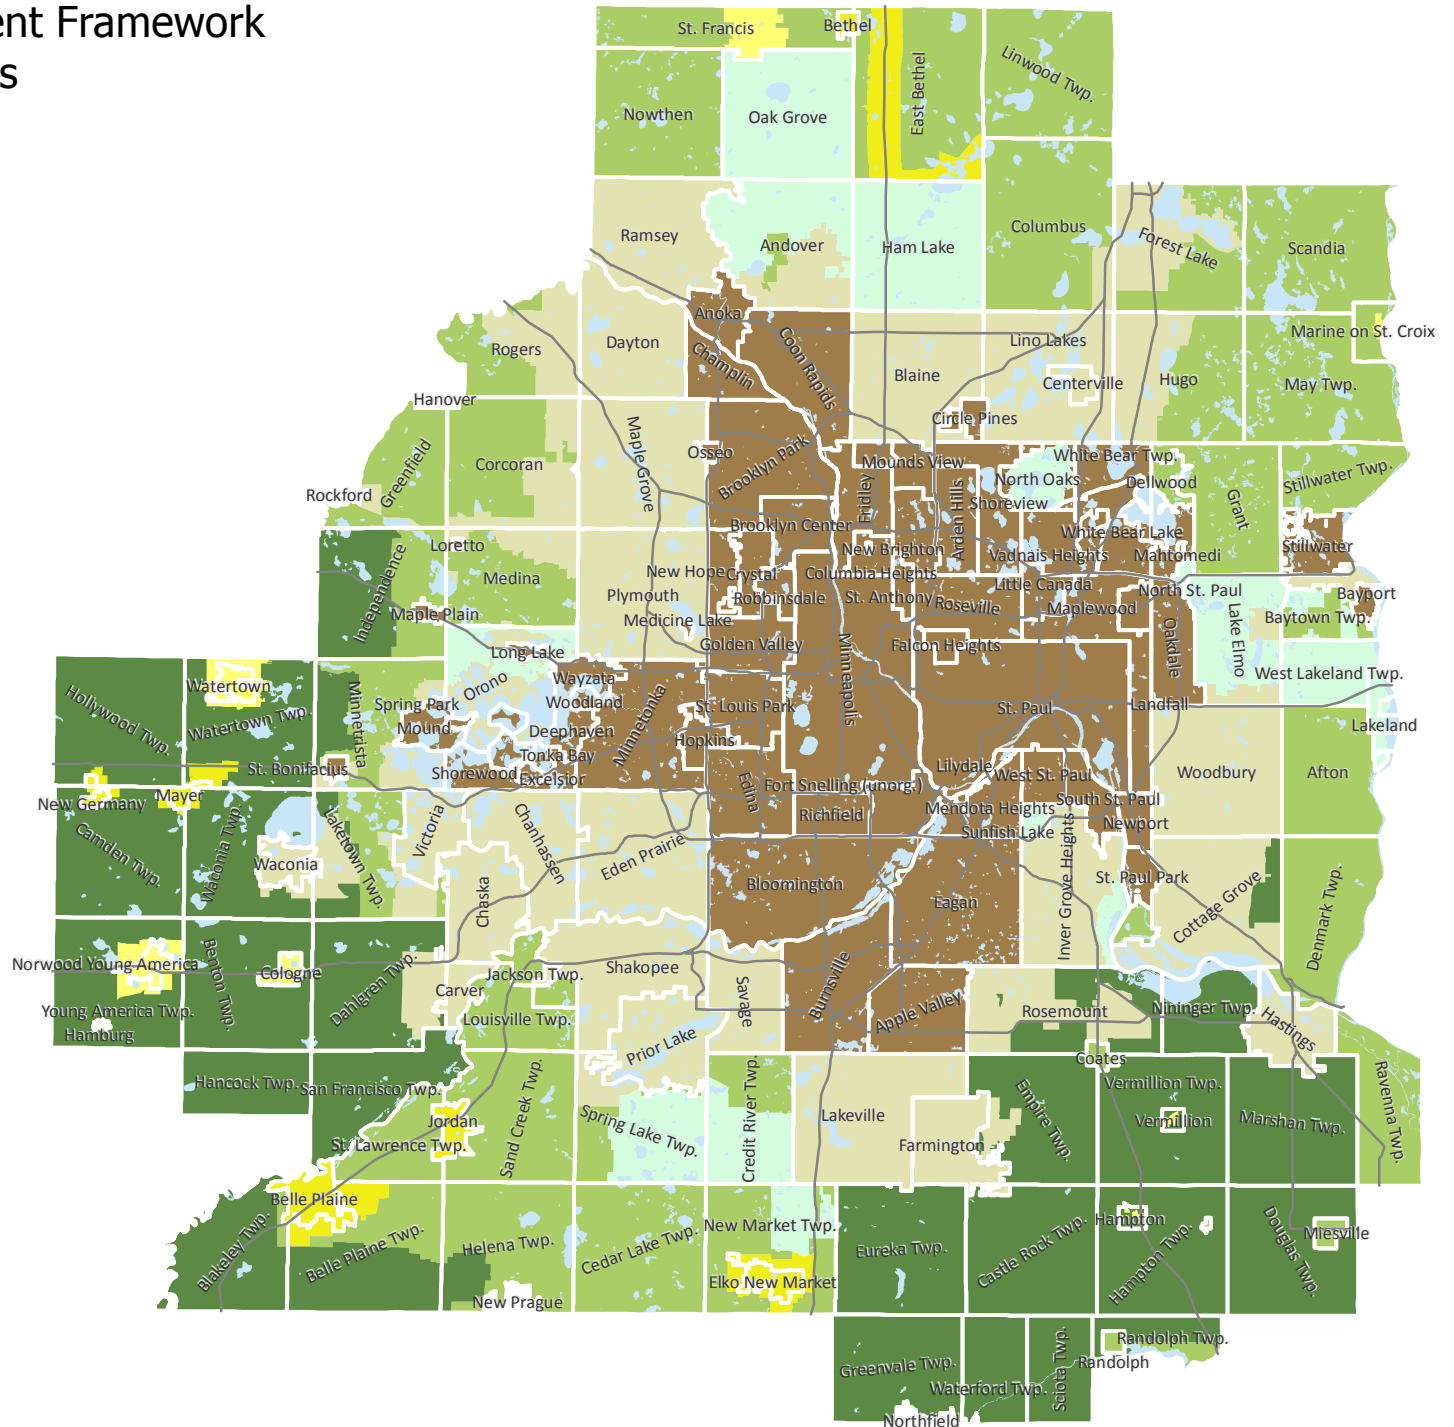 ent Framework
s
St. Francis
Bethel
East Bethel
Linwood Twp.
Nowthen
Oak Grove
Ramsey
Andover
Ham Lake
Columbus
Forest Lake
Scandia
Anoka
Marine on St. Croix
Rogers
Dayton
Champlin
Coon Rapids
Lino Lakes
Blaine
Centerville
Hugo
May Twp.
Hanover
Circle Pines
Greenfield
Corcoran
Maple Grove
Osseo
Brooklyn Park
Mounds View
White Bear Twp.
North Oaks
Dellwood
Stillwater Twp.
Rockford
Fridley
Arden Hills
Shoreview
Grant
Brooklyn Center
White Bear Lake
Loretto
Independence
Medina
New Brighton
Vadnais Heights
Mahtomedi
Stillwater
New Hope
Crystal
Columbia Heights
Little Canada
North St. Paul
Plymouth
Robbinsdale
St. Anthony
Roseville
Maplewood
Bayport
Maple Plain
Medicine Lake
Baytown Twp.
Golden Valley
Falcon Heights
Oakdale
Lake Elmo
Long Lake
Minneapolis
West Lakeland Twp.
Hollywood Twp.
Watertown
Watertown Twp.
Minnetrista
Orono
Wayzata
Spring Park
Woodland
Mound
Deephaven
Minnetonka
St. Louis Park
St. Paul
Landfall
Lakeland
Hopkins
Tonka Bay
St. Bonifacius
Shorewood
Excelsior
Lilydale
West St. Paul
Woodbury
Afton
New Germany
Mayer
Edina
Fort Snelling (unorg.)
Mendota Heights
South St. Paul
Richfield
Newport
Sunfish Lake
Camden Twp.
Waconia Twp.
Waconia
Laketown Twp.
Victoria
Chanhassen
Eden Prairie
Bloomington
Eagan
Inver Grove Heights
St. Paul Park
Cottage Grove
Denmark Twp.
Chaska
Norwood Young America
Benton Twp.
Cologne
Dahlgren Twp.
Jackson Twp.
Shakopee
Carver
Savage
Burnsville
Young America Twp.
Hamburg
Louisville Twp.
Prior Lake
Apple Valley
Rosemount
Nininger Twp.
Hastings
Coates
Hancock Twp.
San Francisco Twp.
Vermillion Twp.
Ravenna Twp.
Jordan
St. Lawrence Twp.
Sand Creek Twp.
Spring Lake Twp.
Credit River Twp.
Lakeville
Farmington
Empire Twp.
Vermillion
Marshan Twp.
Belle Plaine
Blakeley Twp.
Belle Plaine Twp.
Helena Twp.
Cedar Lake Twp.
New Market Twp.
Elko New Market
Eureka Twp.
Castle Rock Twp.
Hampton
Hampton Twp.
Douglas Twp.
Miesville
New Prague
Greenvale Twp.
Waterford Twp.
Sciota Twp.
Randolph Twp.
Randolph
Northfield